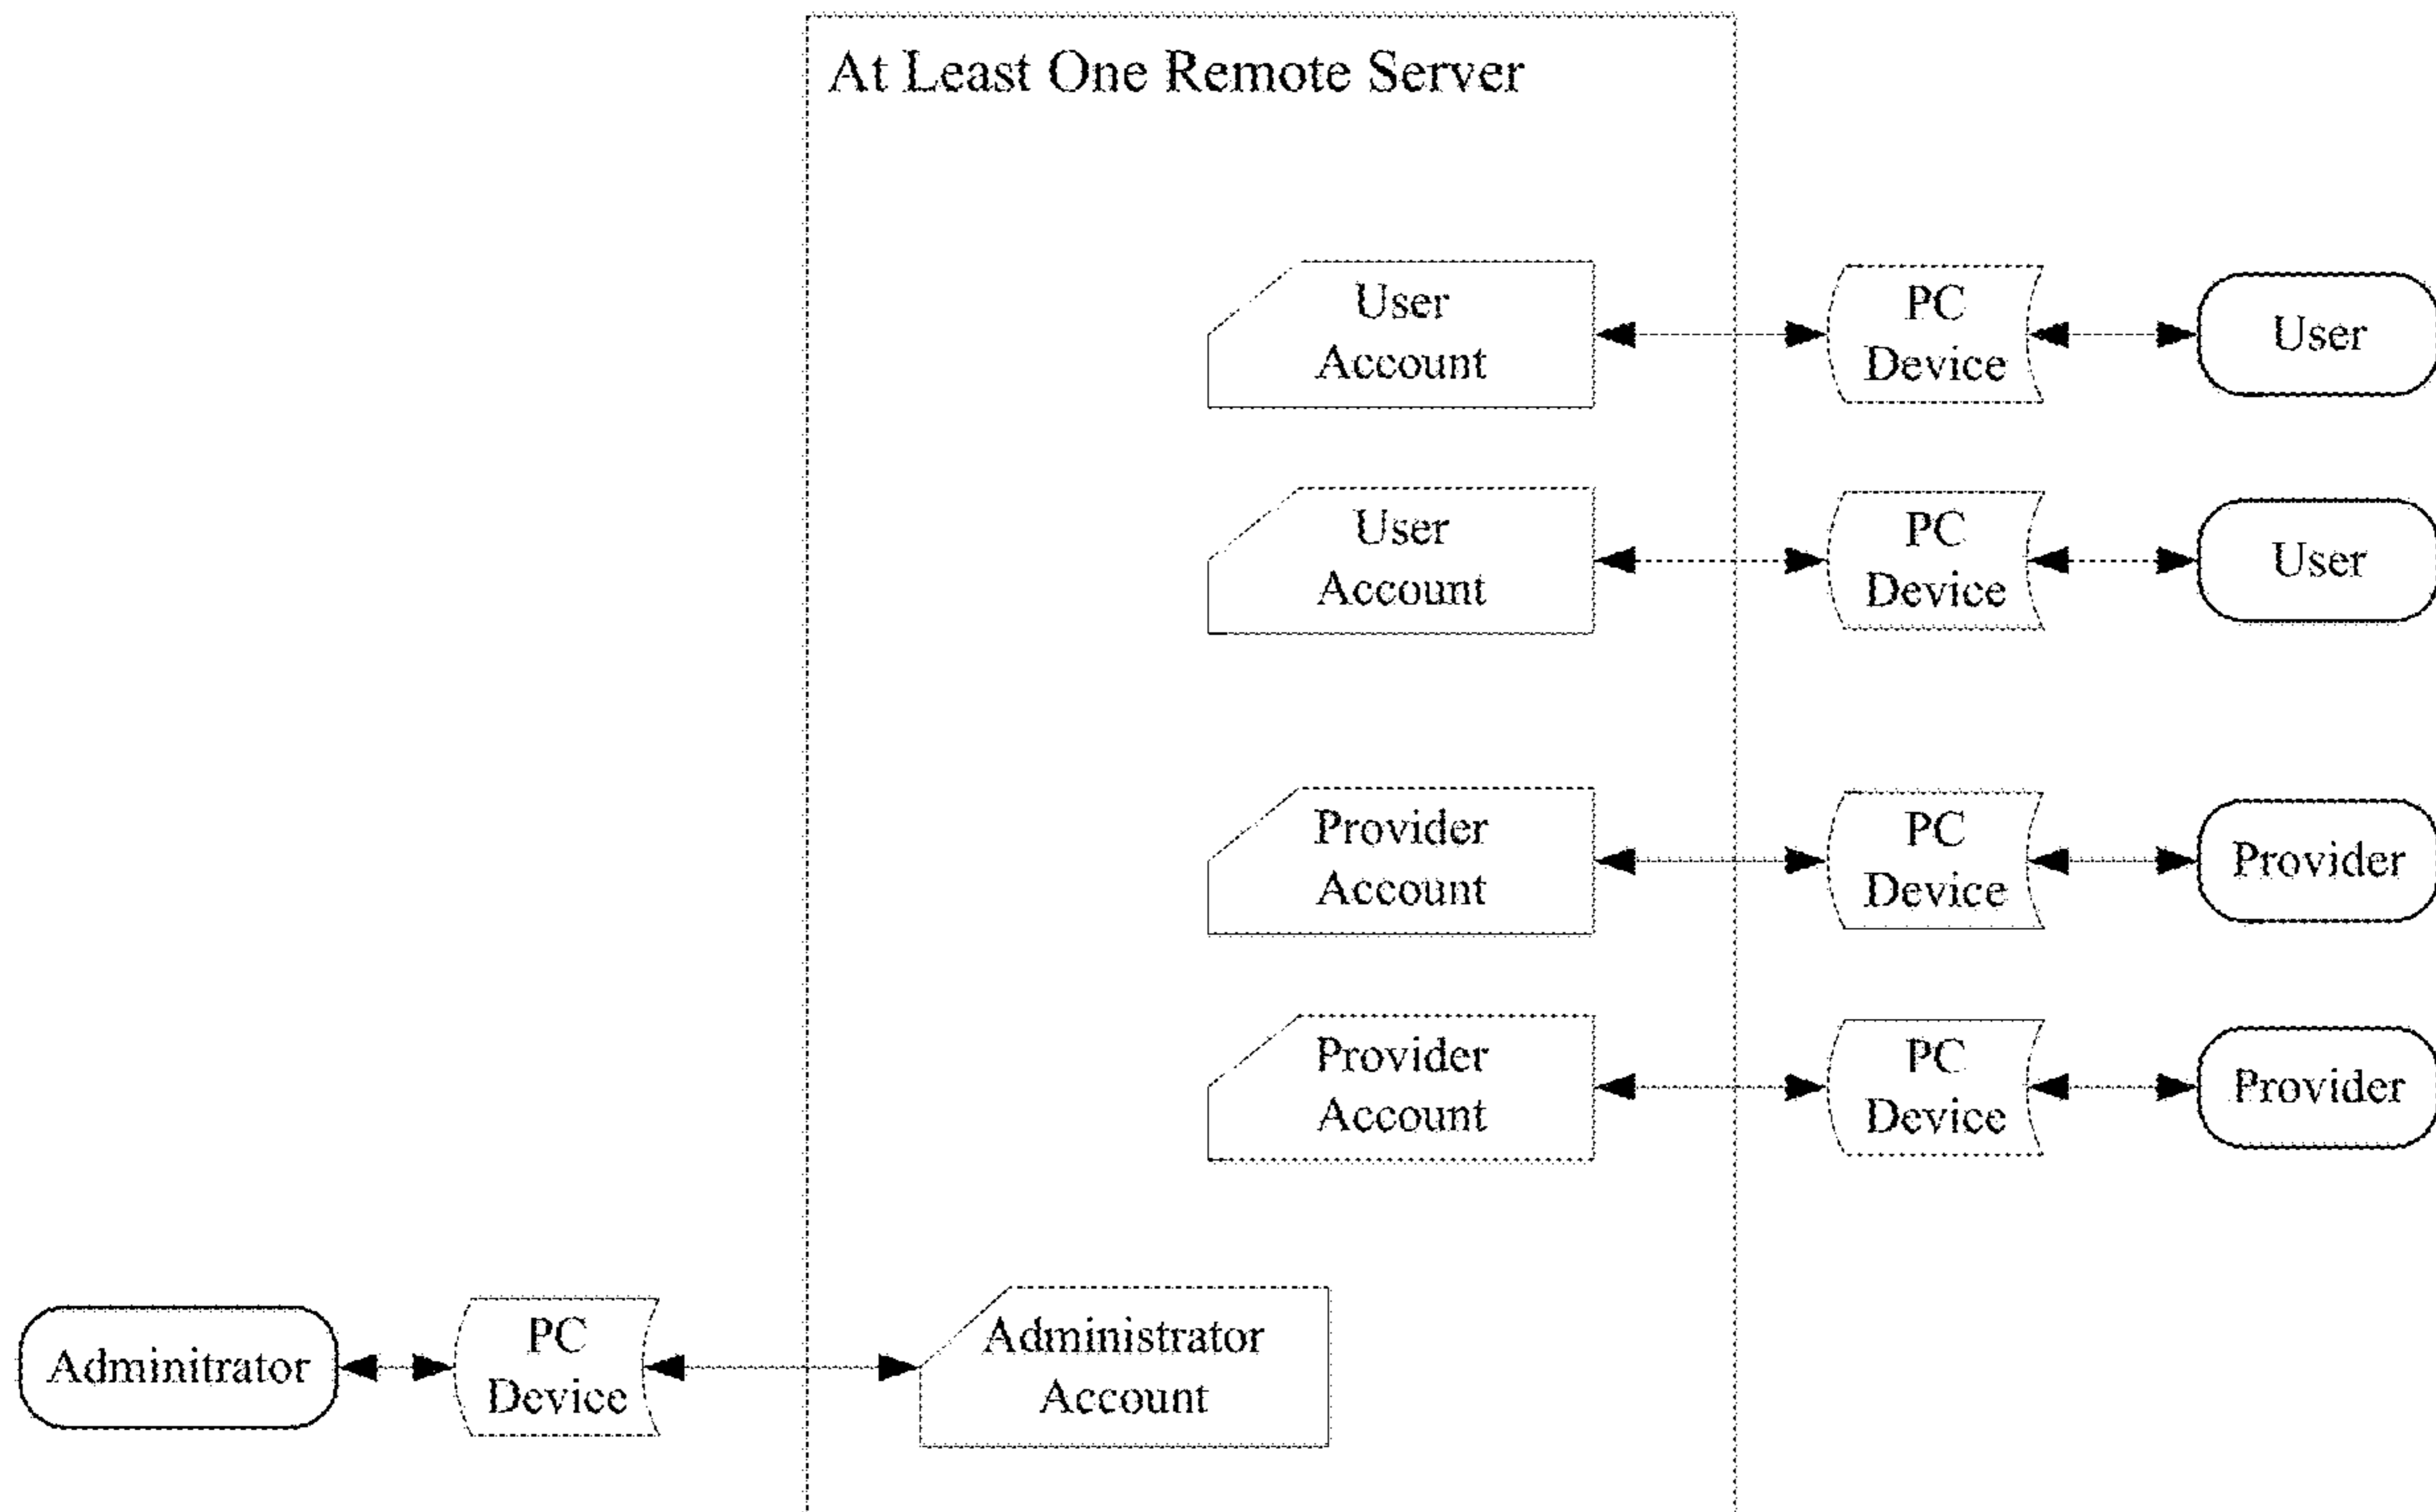 At Least One Remote Server
User
Account
PC
Device
User
User
Account
PC
Device
User
Provider
Account
PC
Device
Provider
Provider
Account
PC
Device
Provider
Adminitrator
PC
Device
Administrator
Account